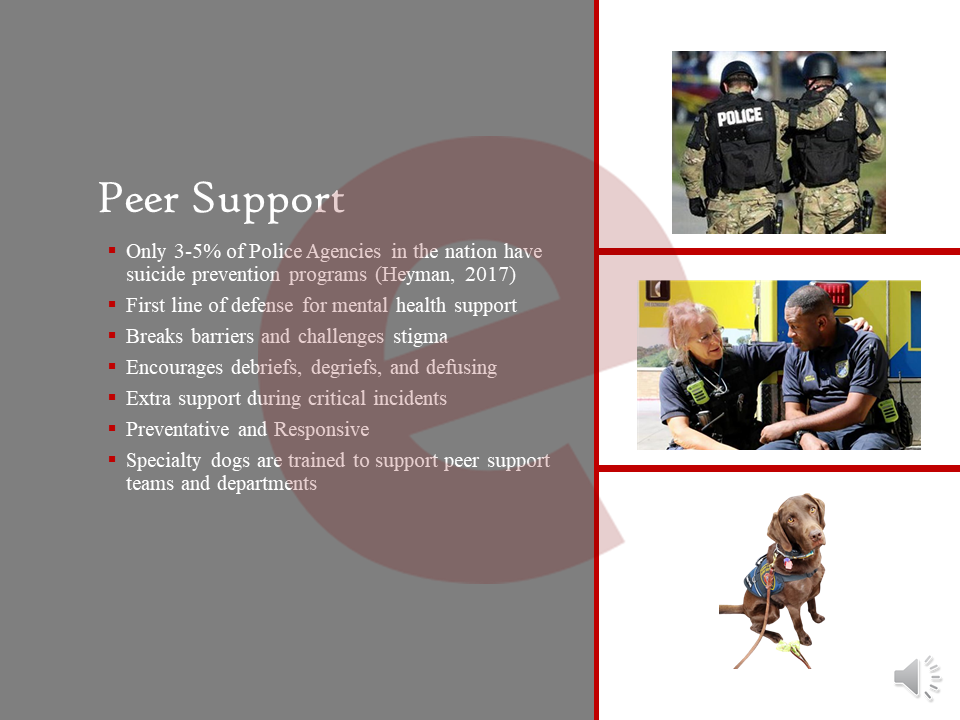 Peer Support
Only 3-5% of Police Agencies in the nation have
suicide prevention programs (Heyman, 2017)
First line of defense for mental health support
Breaks barriers and challenges stigma
Encourages debriefs, degriefs, and defusing
Extra support during critical incidents
Preventative and Responsive
Specialty dogs are trained to support peer support
teams and departments
POLICE
e